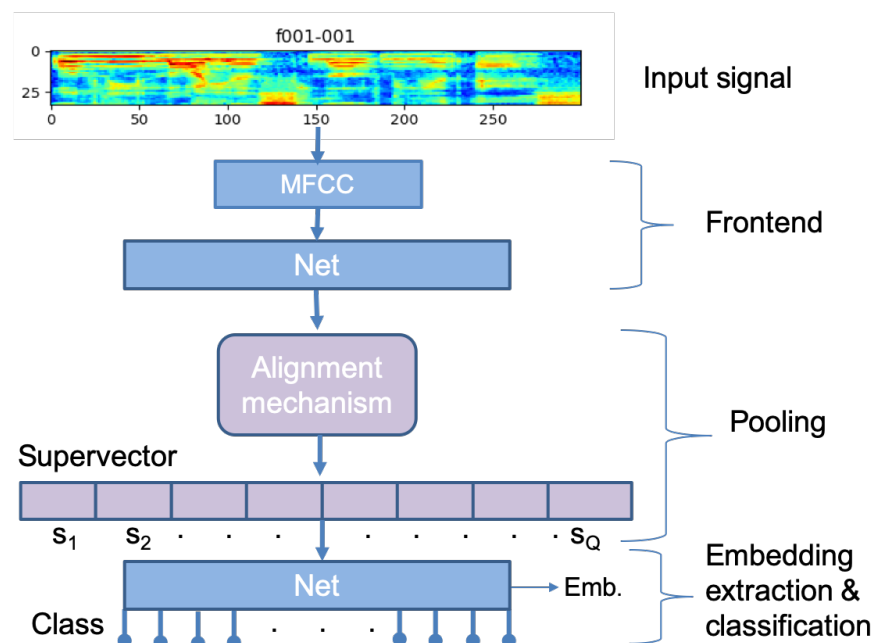 f001-001
0
25
0 50 100 150 200 250
Input signal
MFCC
Frontend
Net
Alignment
mechanism
Pooling
Supervector
s1 s2 . . . . . . . . sQ
Net
Emb.
Embedding
extraction &
classification
Class . . .